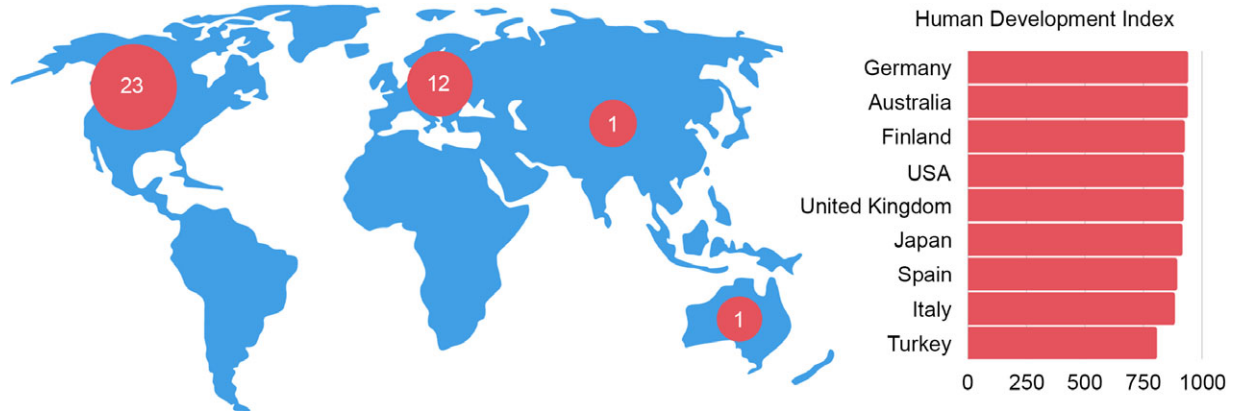 23
12
1
1
Human Development Index
Germany
Australia
Finland
USA
United Kingdom
Japan
Spain
Italy
Turkey
0 250 500 750 1000